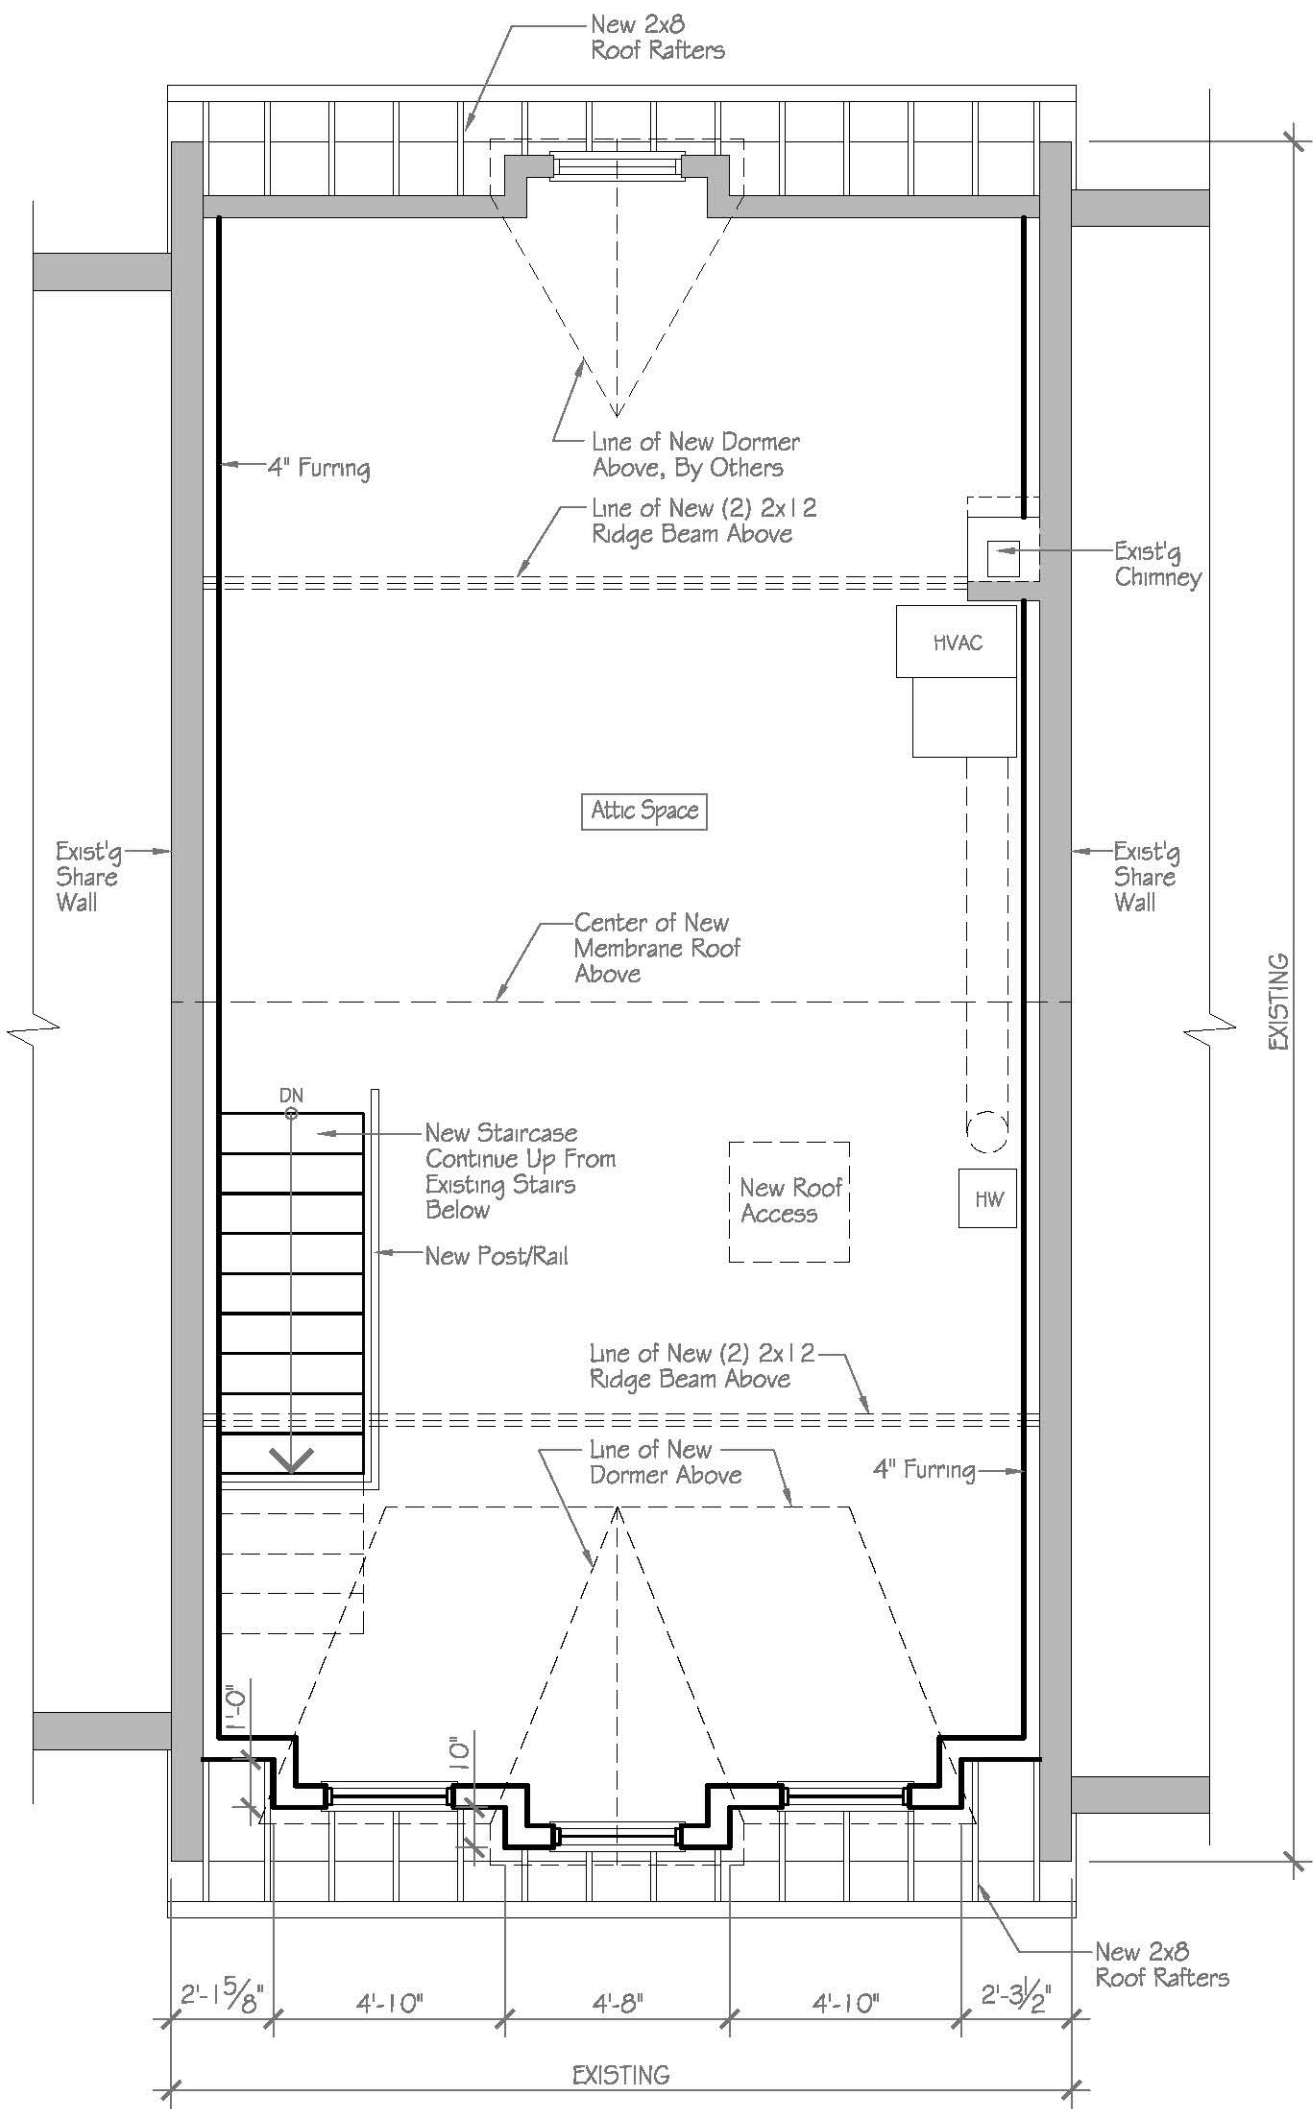 New 2x8
Roof Rafters
Line of New Dormer
Above, By Others
4" Furring
Line of New (2) 2x12
Ridge Beam Above
Exist'g
Chimney
HVAC
Attic Space
Exist'g
Share
Wall
Exist'g
Share
Wall
Center of New
Membrane Roof
Above
EXISTING
DN
New Staircase
Continue Up From
Existing Stairs
Below
New Roof
Access
HW
New Post/Rail
Line of New (2) 2x12
Ridge Beam Above
Line of New
Dormer Above
4" Furring
1'-0"
10"
New 2x8
Roof Rafters
2'-1 5/8"
4'-10"
4'-8"
4'-10"
2'-3 1/2"
EXISTING